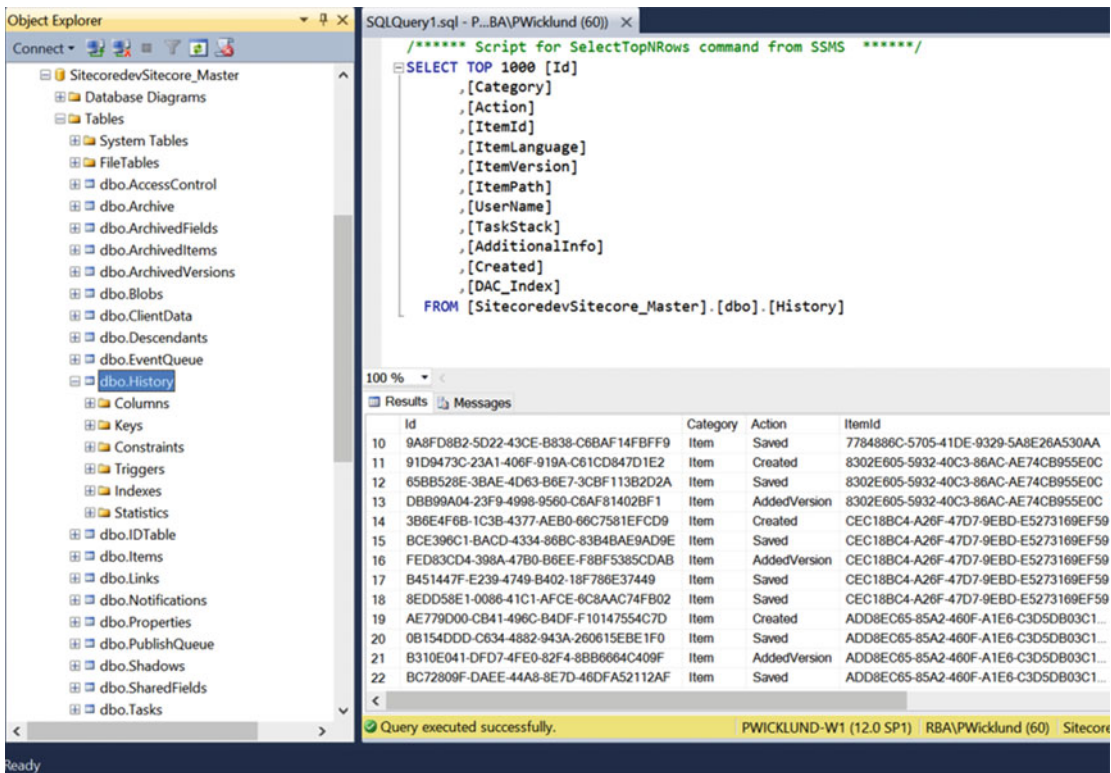 Object Explorer
Connect
SitecoredevSitecore_Master
Database Diagrams
Tables
System Tables
FileTables
dbo.AccessControl
dbo.Archive
dbo.ArchivedFields
dbo.ArchivedItems
dbo.ArchivedVersions
dbo.Blobs
dbo.ClientData
dbo.Descendants
dbo.EventQueue
dbo.History
Columns
Keys
Constraints
Triggers
Indexes
Statistics
dbo.IDTable
dbo.Items
dbo.Links
dbo.Notifications
dbo.Properties
dbo.PublishQueue
dbo.Shadows
dbo.SharedFields
dbo.Tasks
SQLQuery1.sql - P...BA\PWicklund (60))
/****** Script for SelectTopNRows command from SSMS ******/
SELECT TOP 1000 [Id]
,[Category]
,[Action]
,[ItemId]
,[ItemLanguage]
,[ItemVersion]
,[ItemPath]
,[UserName]
,[TaskStack]
,[AdditionalInfo]
,[Created]
,[DAC_Index]
FROM [SitecoredevSitecore_Master].[dbo].[History]
100 %
Results Messages
Id Category Action ItemId
10 9A8FD8B2-5D22-43CE-B838-C6BAF14FBFF9 Item Saved 7784886C-5705-41DE-9329-5A8E26A530AA
11 91D9473C-23A1-406F-919A-C61CD847D1E2 Item Created 8302E605-5932-40C3-86AC-AE74CB955E0C
12 65BB528E-3BAE-4D63-B6E7-3CBF113B2D2A Item Saved 8302E605-5932-40C3-86AC-AE74CB955E0C
13 DBB99A04-23F9-4998-9560-C6AF81402BF1 Item AddedVersion 8302E605-5932-40C3-86AC-AE74CB955E0C
14 3B6E4F6B-1C3B-4377-AEB0-66C7581EFCD9 Item Created CEC18BC4-A26F-47D7-9EBD-E5273169EF59
15 BCE396C1-BACD-4334-86BC-83B4BAE9AD9E Item Saved CEC18BC4-A26F-47D7-9EBD-E5273169EF59
16 FED83CD4-398A-47B0-B6EE-F8BF5385CDAB Item AddedVersion CEC18BC4-A26F-47D7-9EBD-E5273169EF59
17 B451447F-E239-4749-B402-18F786E37449 Item Saved CEC18BC4-A26F-47D7-9EBD-E5273169EF59
18 8EDD58E1-0086-41C1-AFCE-6C8AAC74FB02 Item Saved CEC18BC4-A26F-47D7-9EBD-E5273169EF59
19 AE779D00-CB41-496C-B4DF-F10147554C7D Item Created ADD8EC65-85A2-460F-A1E6-C3D5DB03C1...
20 0B154DDD-C634-4882-943A-260615EBE1F0 Item Saved ADD8EC65-85A2-460F-A1E6-C3D5DB03C1...
21 B310E041-DFD7-4FE0-82F4-8BB6664C409F Item AddedVersion ADD8EC65-85A2-460F-A1E6-C3D5DB03C1...
22 BC72809F-DAEE-44A8-8E7D-46DFA52112AF Item Saved ADD8EC65-85A2-460F-A1E6-C3D5DB03C1...
Query executed successfully. PWICKLUND-W1 (12.0 SP1) RBA\PWicklund (60) Sitecore
Ready